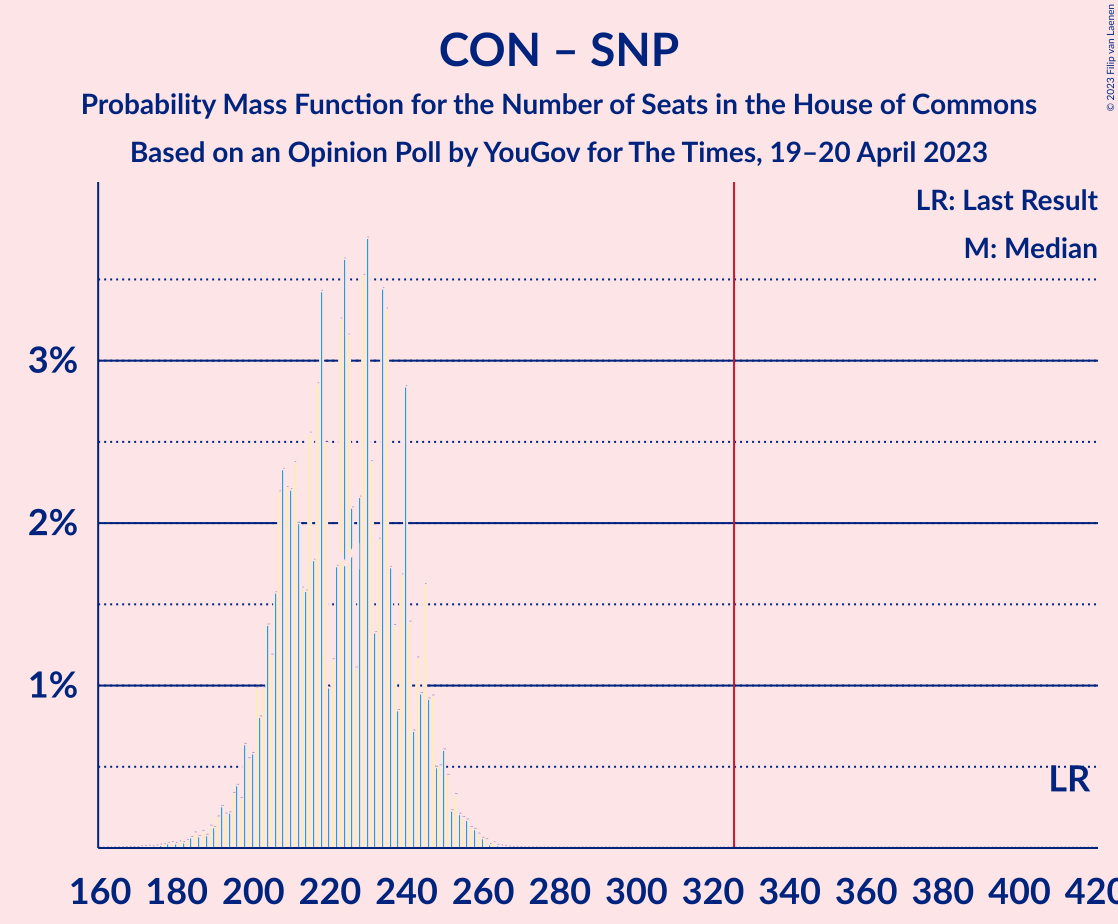 CON – SNP
Probability Mass Function for the Number of Seats in the House of Commons
Based on an Opinion Poll by YouGov for The Times, 19–20 April 2023
© 2023 Filip van Laenen
LR: Last Result
M: Median
3%
2%
1%
LR
160 180 200 220 240 260 280 300 320 340 360 380 400 420